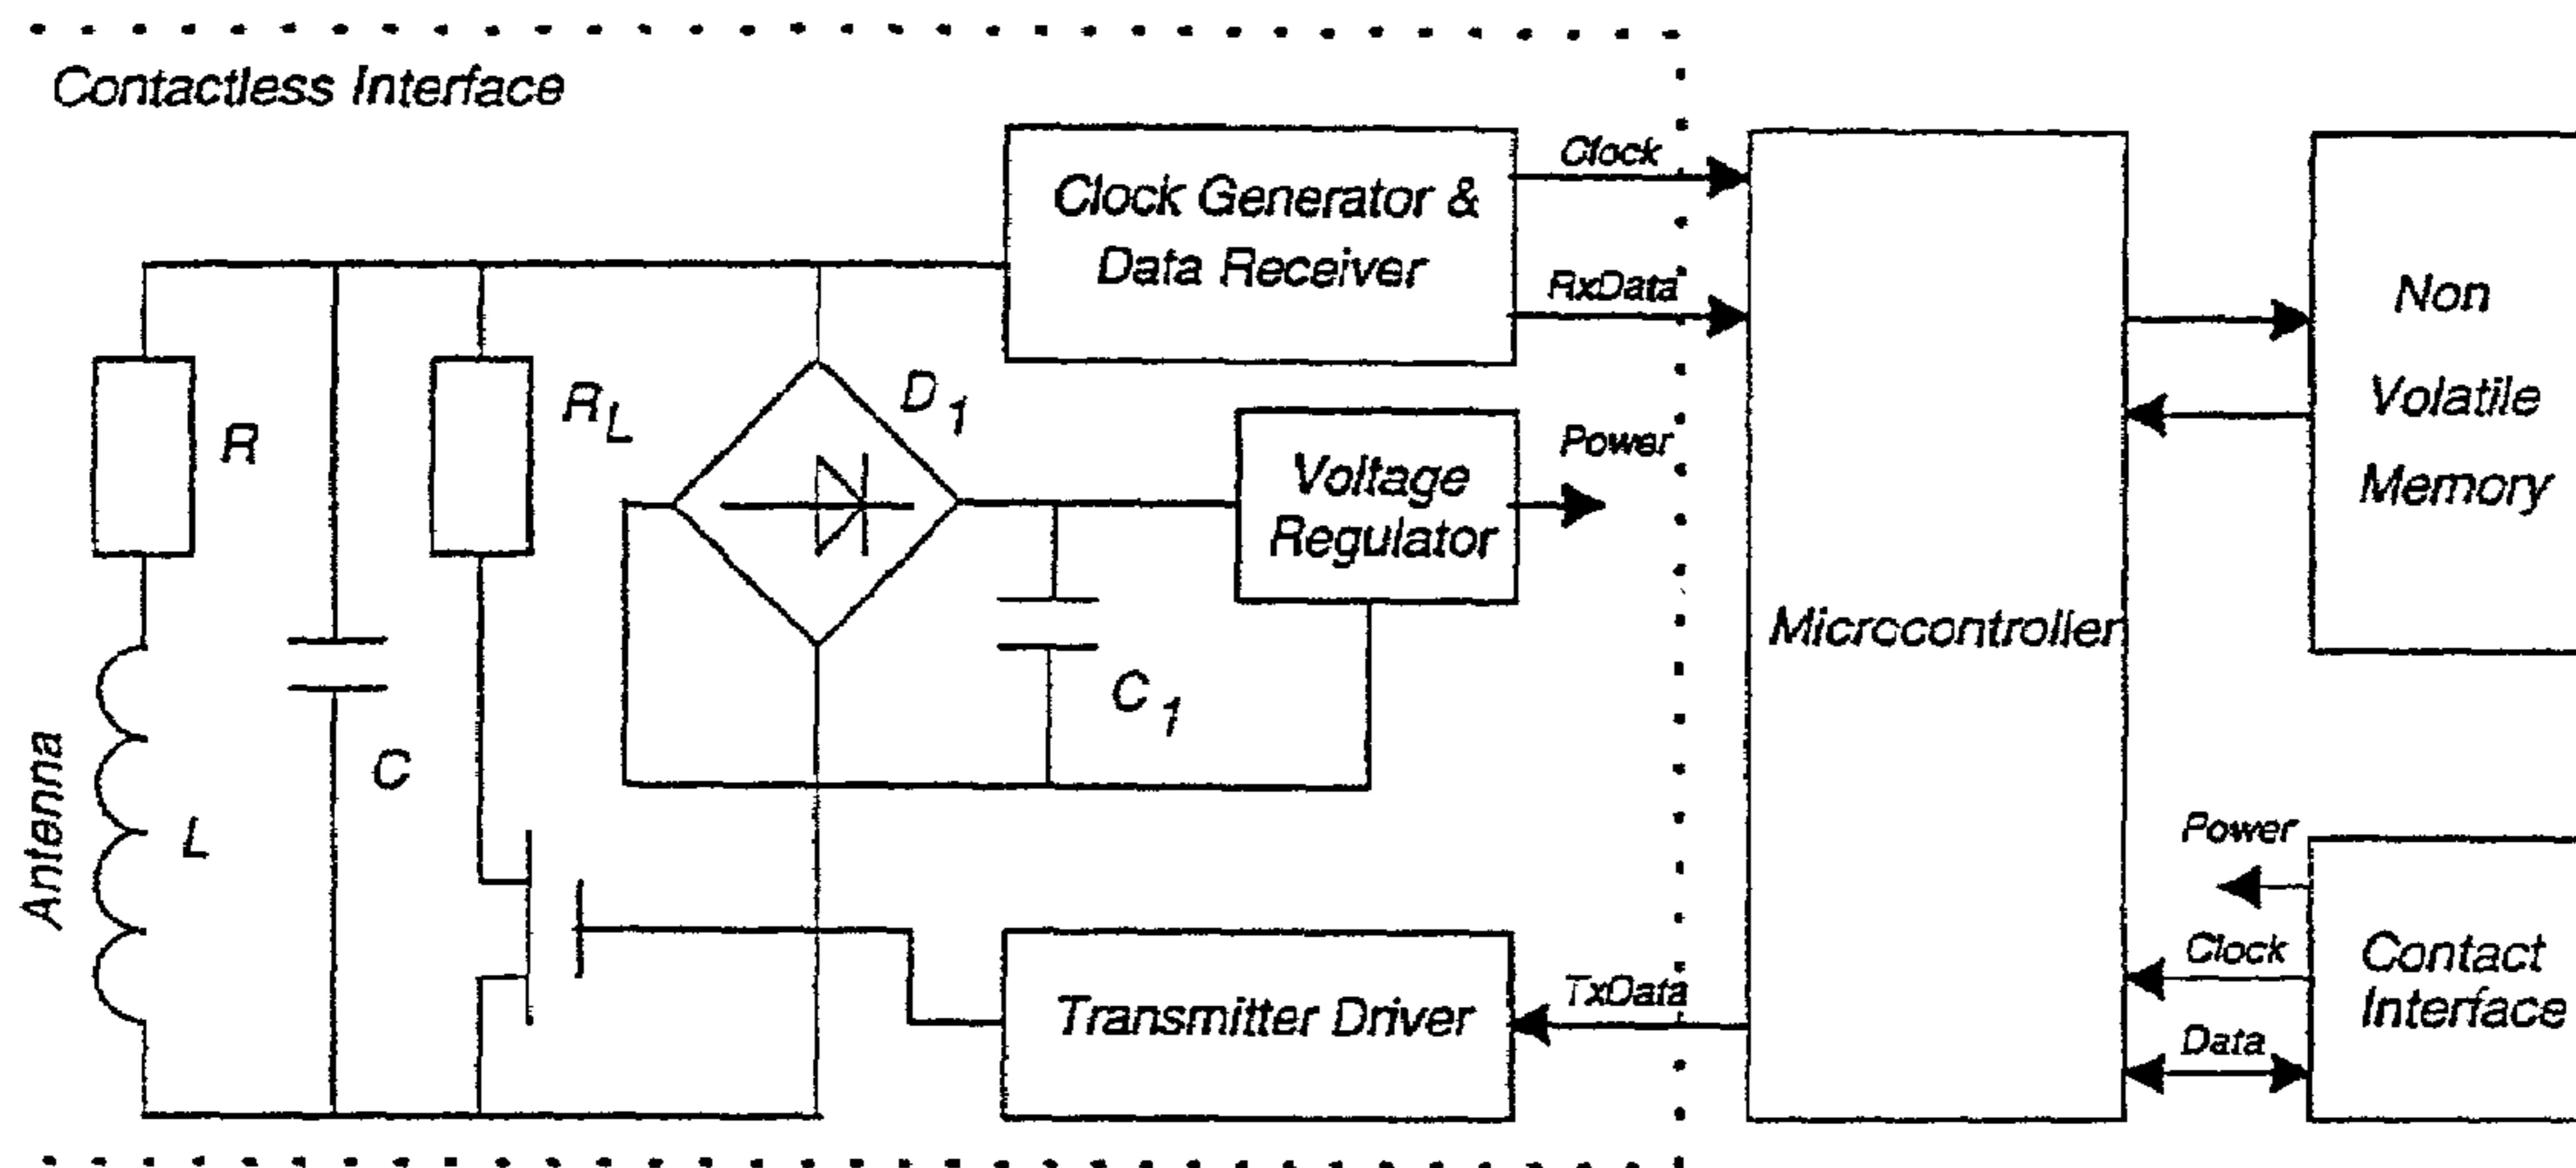 Contactless Interface
Clock Generator &
Data Receiver
Clock
RxData
R
R L
D 1
Voltage
Regulator
Power
Non
Volatile
Memory
Microcontroller
C 1
C
L
Antenna
Transmitter Driver
TxData
Power
Clock
Data
Contact
Interface